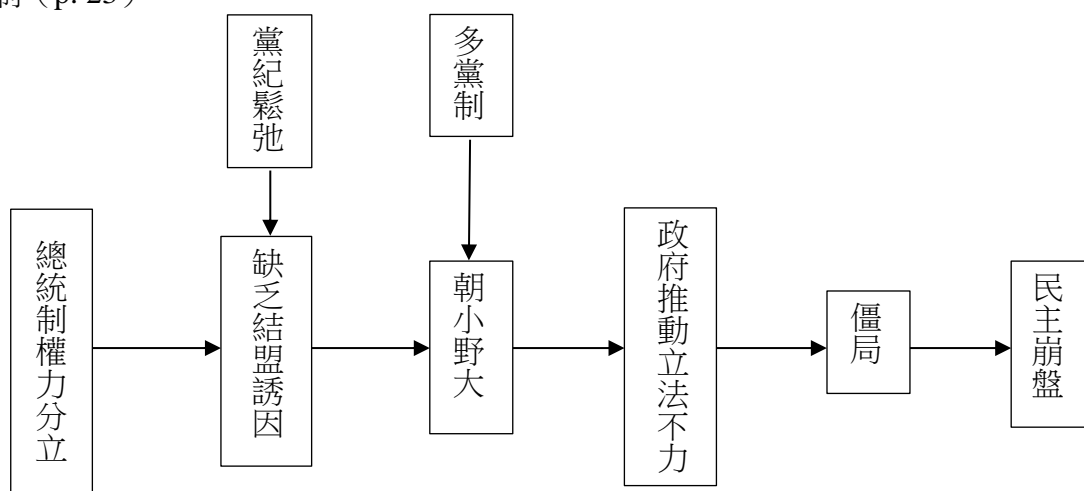 制（p. 23）
黨紀鬆弛
多黨制
總統制權力分立
缺乏結盟誘因
朝小野大
政府推動立法不力
僵局
民主崩盤